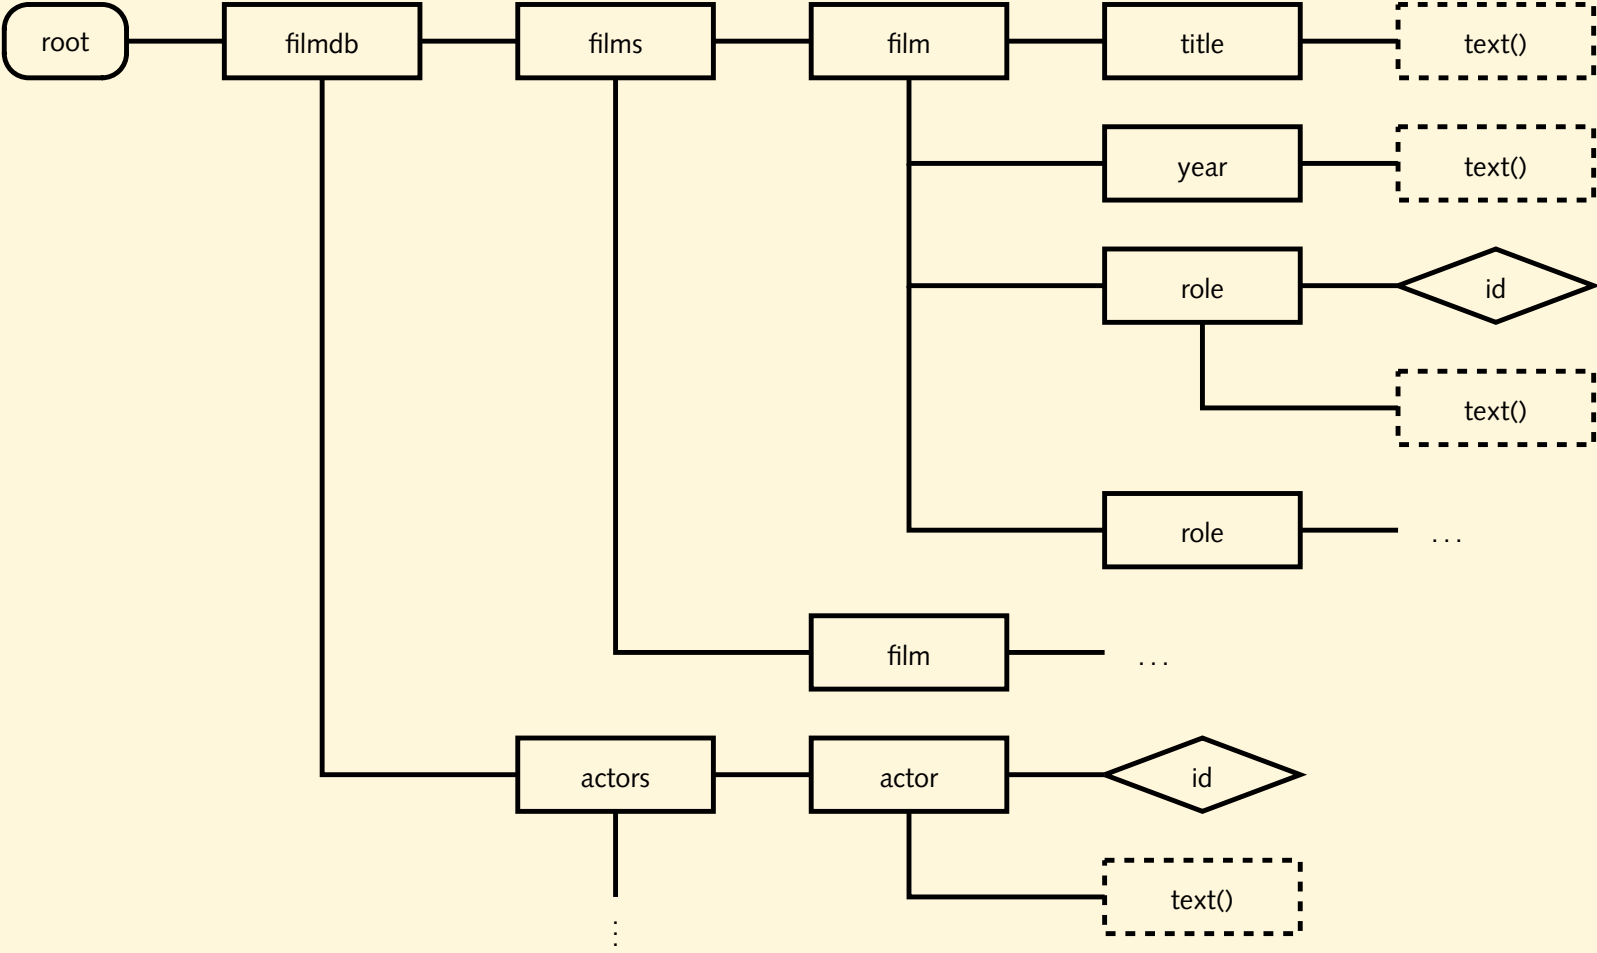 root filmdb films film title text()
year text()
role id
text()
role ...
film ...
actors actor id
text()
⋮